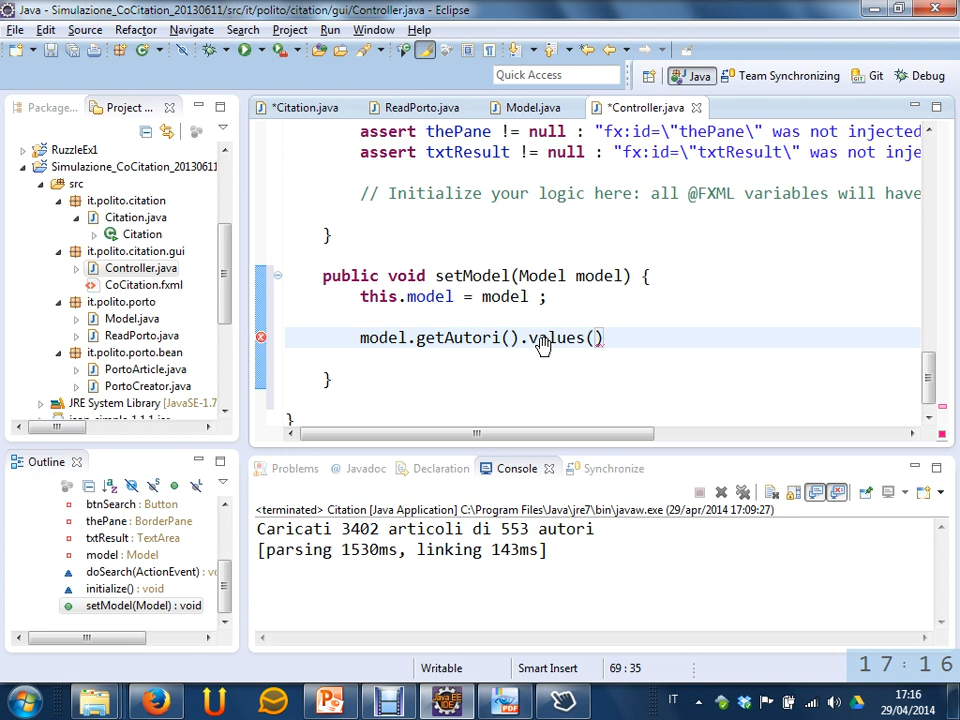 Java - Simulazione_CoCitation_20130611/src/it/polito/citation/gui/Controller.java - Eclipse
File Edit Source Refactor Navigate Search Project Run Window Help
Quick Access
Java Team Synchronizing Git Debug
Package... Project ...
*Citation.java ReadPorto.java Model.java *Controller.java
RuzzleEx1
Simulazione_CoCitation_20130611
src
it.polito.citation
Citation.java
Citation
it.polito.citation.gui
Controller.java
CoCitation.fxml
it.polito.porto
Model.java
ReadPorto.java
it.polito.porto.bean
PortoArticle.java
PortoCreator.java
JRE System Library [JavaSE-1.7
assert thePane != null : "fx:id=\"thePane\" was not injected
assert txtResult != null : "fx:id=\"txtResult\" was not inje
// Initialize your logic here: all @FXML variables will have
}
public void setModel(Model model) {
this.model = model ;
model.getAutori().values()
}
}
Outline
btnSearch : Button
thePane : BorderPane
txtResult : TextArea
model : Model
doSearch(ActionEvent) : vo
initialize() : void
setModel(Model) : void
Problems Javadoc Declaration Console Synchronize
<terminated> Citation [Java Application] C:\Program Files\Java\jre7\bin\javaw.exe (29/apr/2014 17:09:27)
Caricati 3402 articoli di 553 autori
[parsing 1530ms, linking 143ms]
Writable Smart Insert 69 : 35
17:16
IT
17:16
29/04/2014